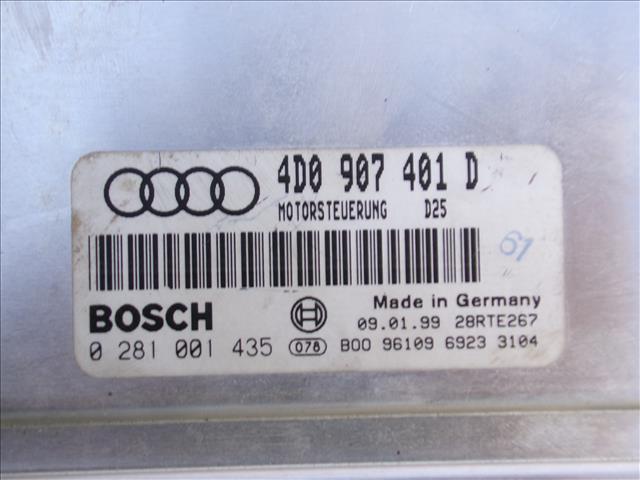 4D0 907 401 D
MOTORSTEUERUNG D25
61
BOSCH
Made in Germany
09.01.99 28RTE267
0 281 001 435 078 B00 96109 6923 3104